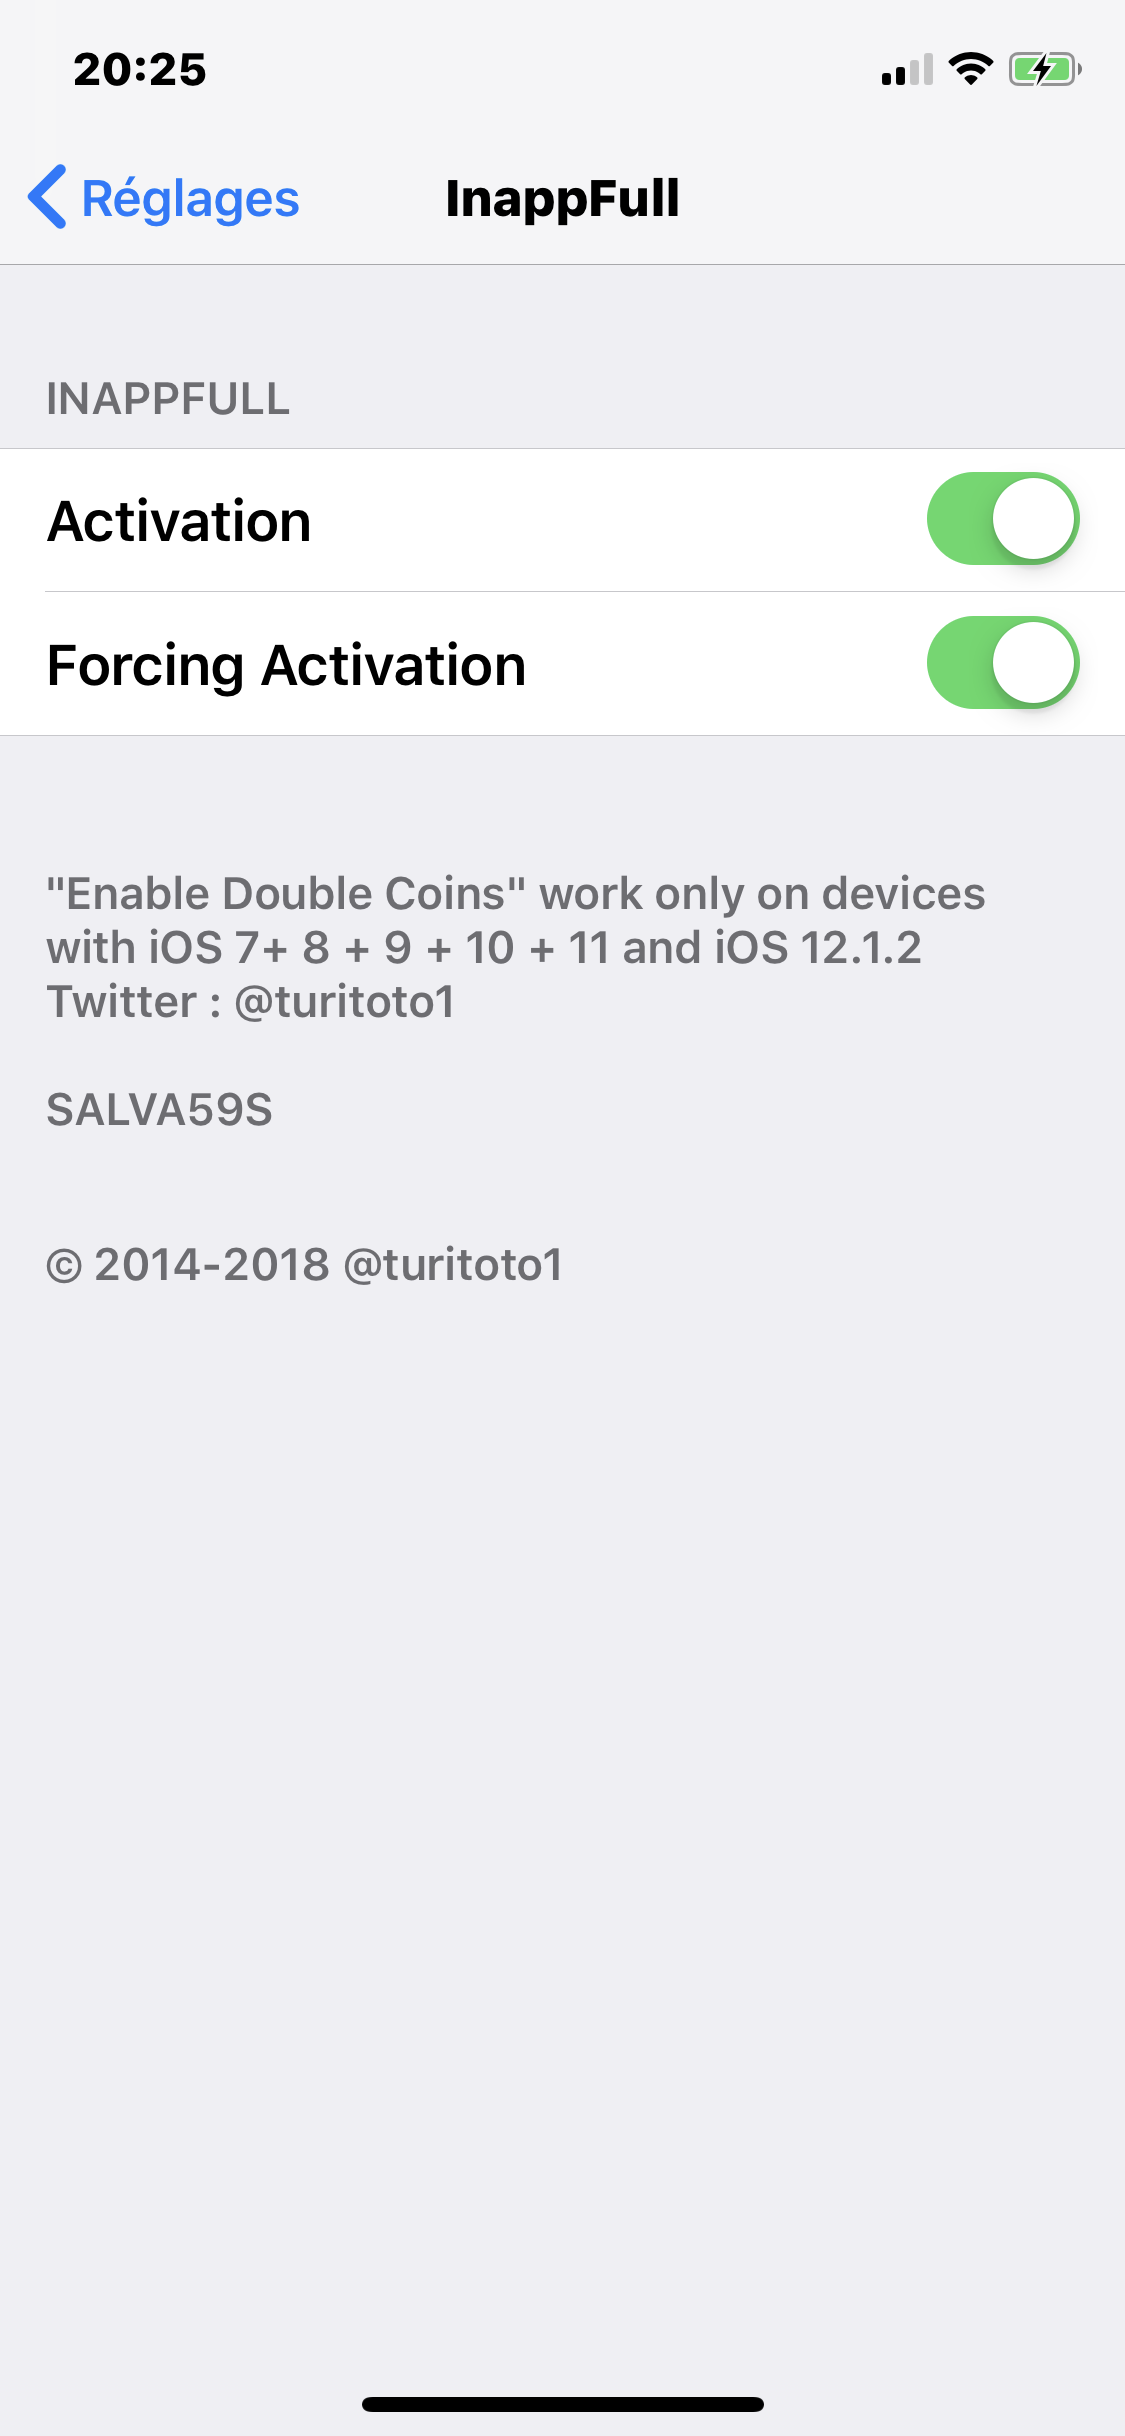 20:25
Réglages
InappFull
INAPPFULL
Activation
Forcing Activation
"Enable Double Coins" work only on devices
with iOS 7+ 8 + 9 + 10 + 11 and iOS 12.1.2
Twitter : @turitoto1
SALVA59S
© 2014-2018 @turitoto1